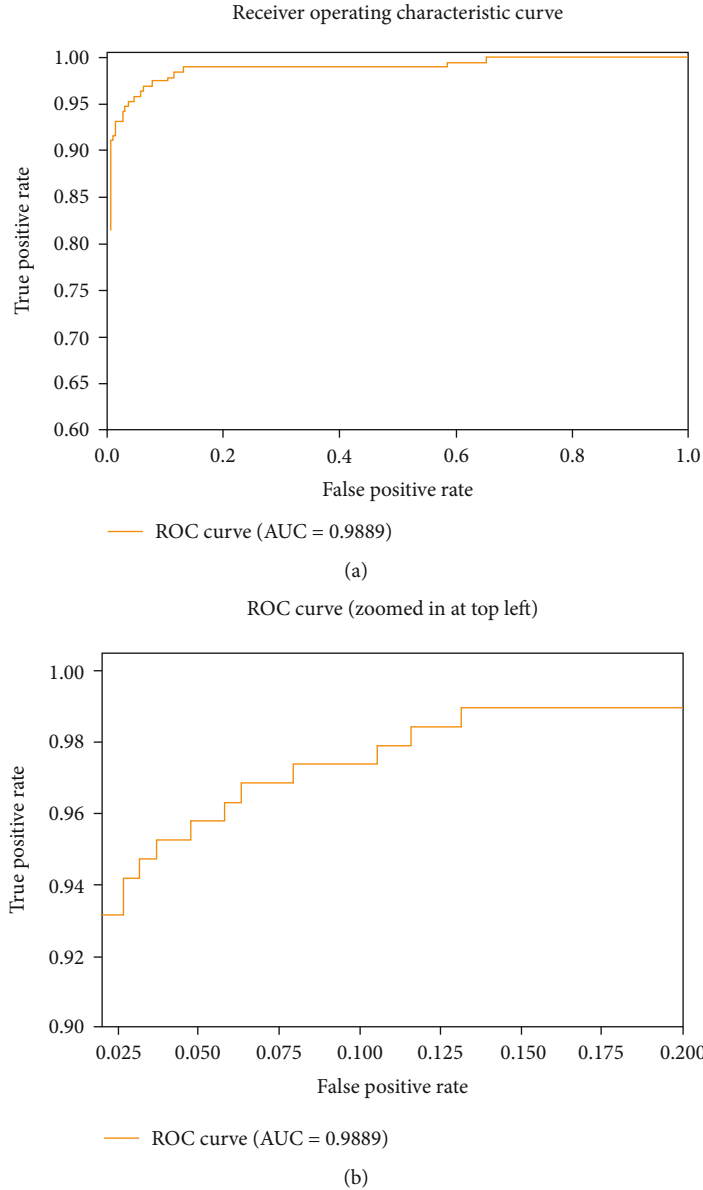 Receiver operating characteristic curve
1.00
0.95
0.90
0.85
0.80
0.75
0.70
0.65
0.60
True positive rate
0.0 0.2 0.4 0.6 0.8 1.0
False positive rate
ROC curve (AUC = 0.9889)
(a)
ROC curve (zoomed in at top left)
1.00
0.98
0.96
0.94
0.92
0.90
True positive rate
0.025 0.050 0.075 0.100 0.125 0.150 0.175 0.200
False positive rate
ROC curve (AUC = 0.9889)
(b)